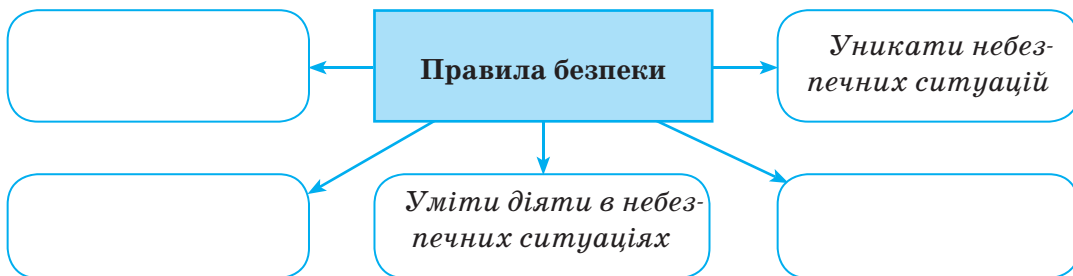 Правила безпеки
Уникати небез-
печних ситуацій
Уміти діяти в небез-
печних ситуаціях